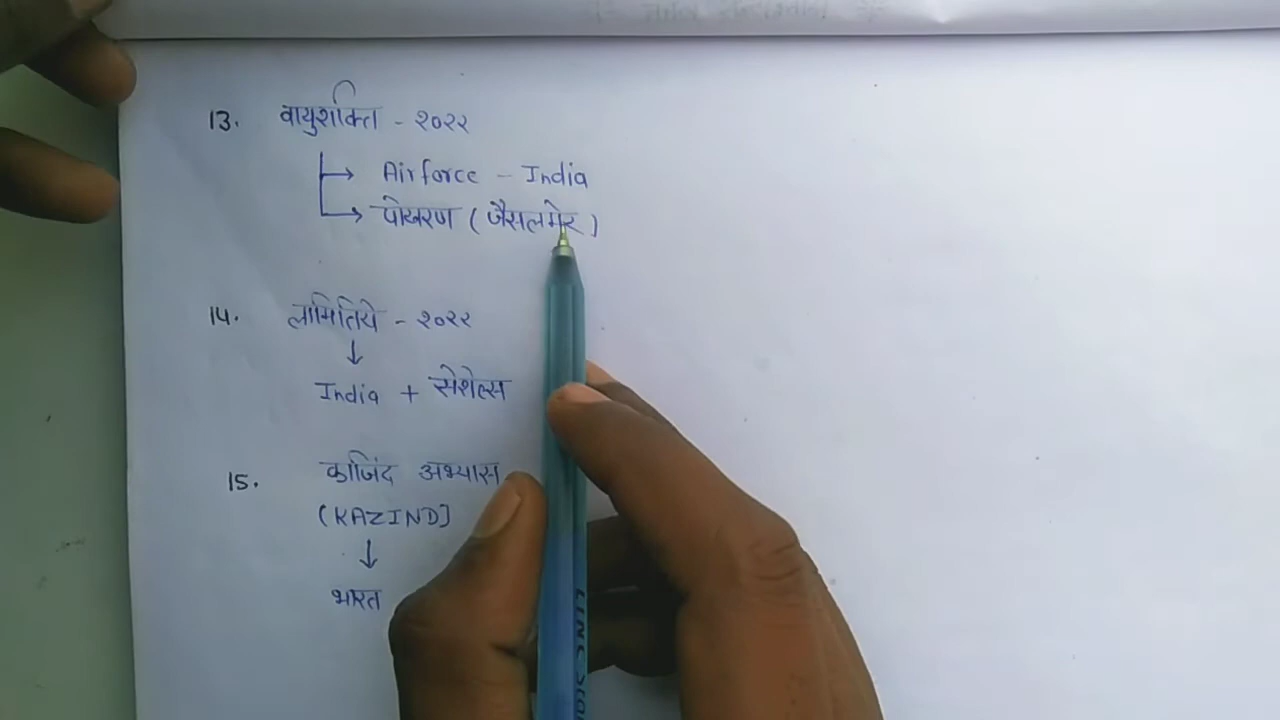 13. वायुशक्ति - २०२२
Airforce - India
पोखरण (जैसलमेर)
14. लामितिये - २०२२
India + सेशेल्स
15. काजिंद अभ्यास
(KAZIND)
भारत